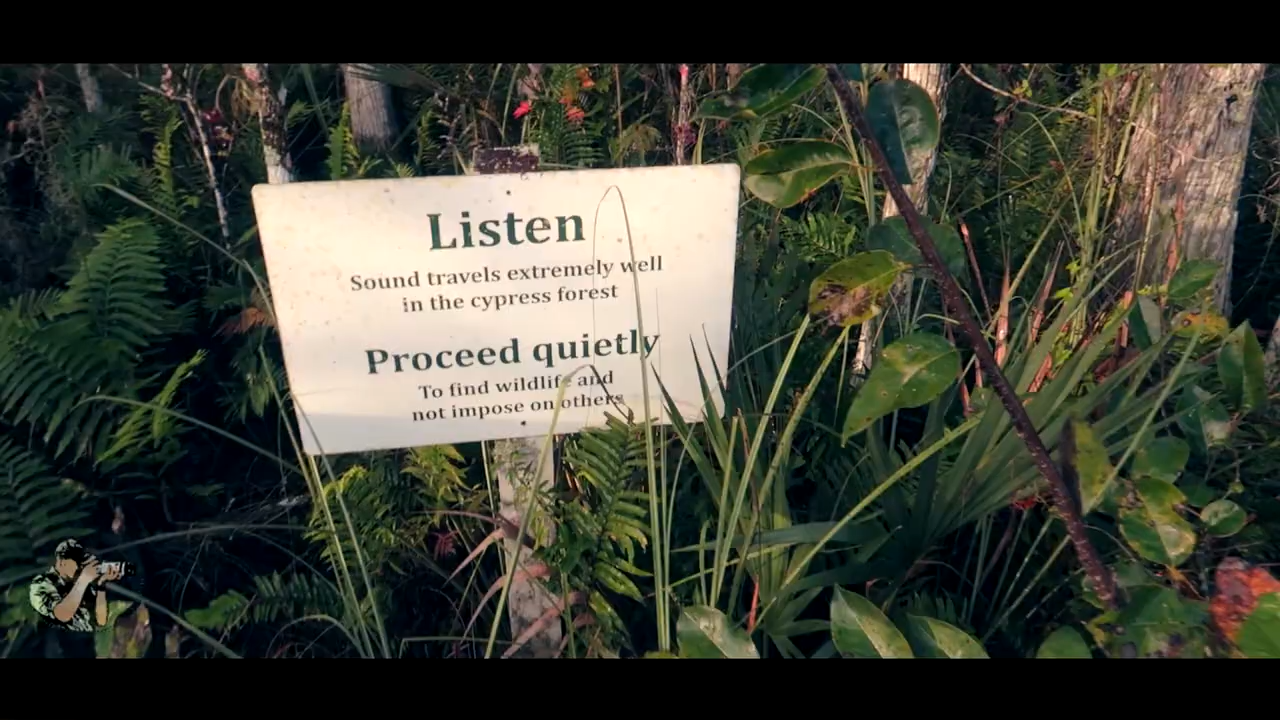 Listen
Sound travels extremely well
in the cypress forest
Proceed quietly
To find wildlife and
not impose on others